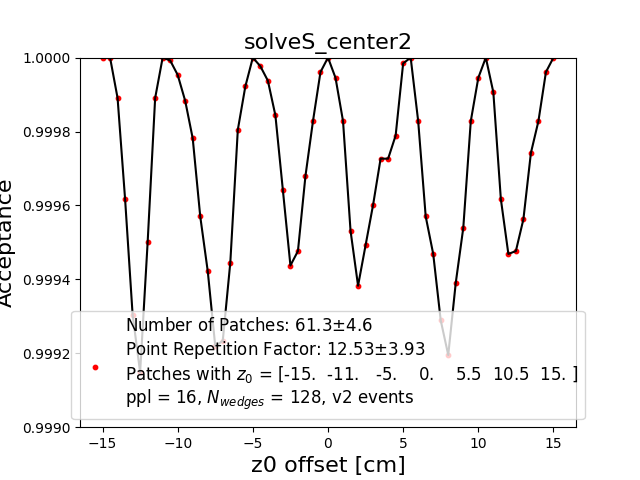 solveS_center2
Acceptance
1.0000
0.9998
0.9996
0.9994
0.9992
0.9990
Number of Patches: 61.3±4.6
Point Repetition Factor: 12.53±3.93
Patches with z0 = [-15. -11. -5. 0. 5.5 10.5 15. ]
ppl = 16, Nwedges = 128, v2 events
−15 −10 −5 0 5 10 15
z0 offset [cm]